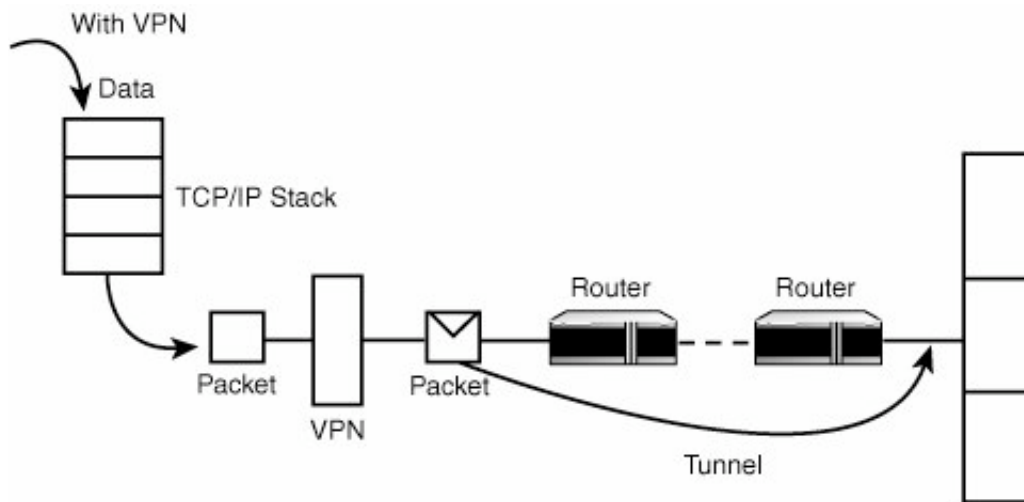 With VPN
Data
TCP/IP Stack
Router
Router
Packet
Packet
VPN
Tunnel